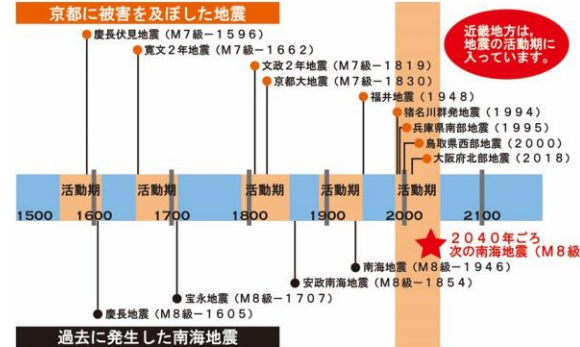 京都に被害を及ぼした地震
近畿地方は,
地震の活動期に
入っています。
慶長伏見地震(M7級−1596)
寛文2年地震(M7級−1662)
文政2年地震(M7級−1819)
京都大地震(M7級−1830)
福井地震(1948)
猪名川群発地震(1994)
兵庫県南部地震(1995)
鳥取県西部地震(2000)
大阪府北部地震(2018)
活動期 活動期 活動期 活動期
1500 1600 1700 1800 1900 2000 2100
2040年ごろ
次の南海地震(M8級
南海地震(M8級−1946)
安政南海地震(M8級−1854)
宝永地震(M8級−1707)
慶長地震(M8級−1605)
過去に発生した南海地震